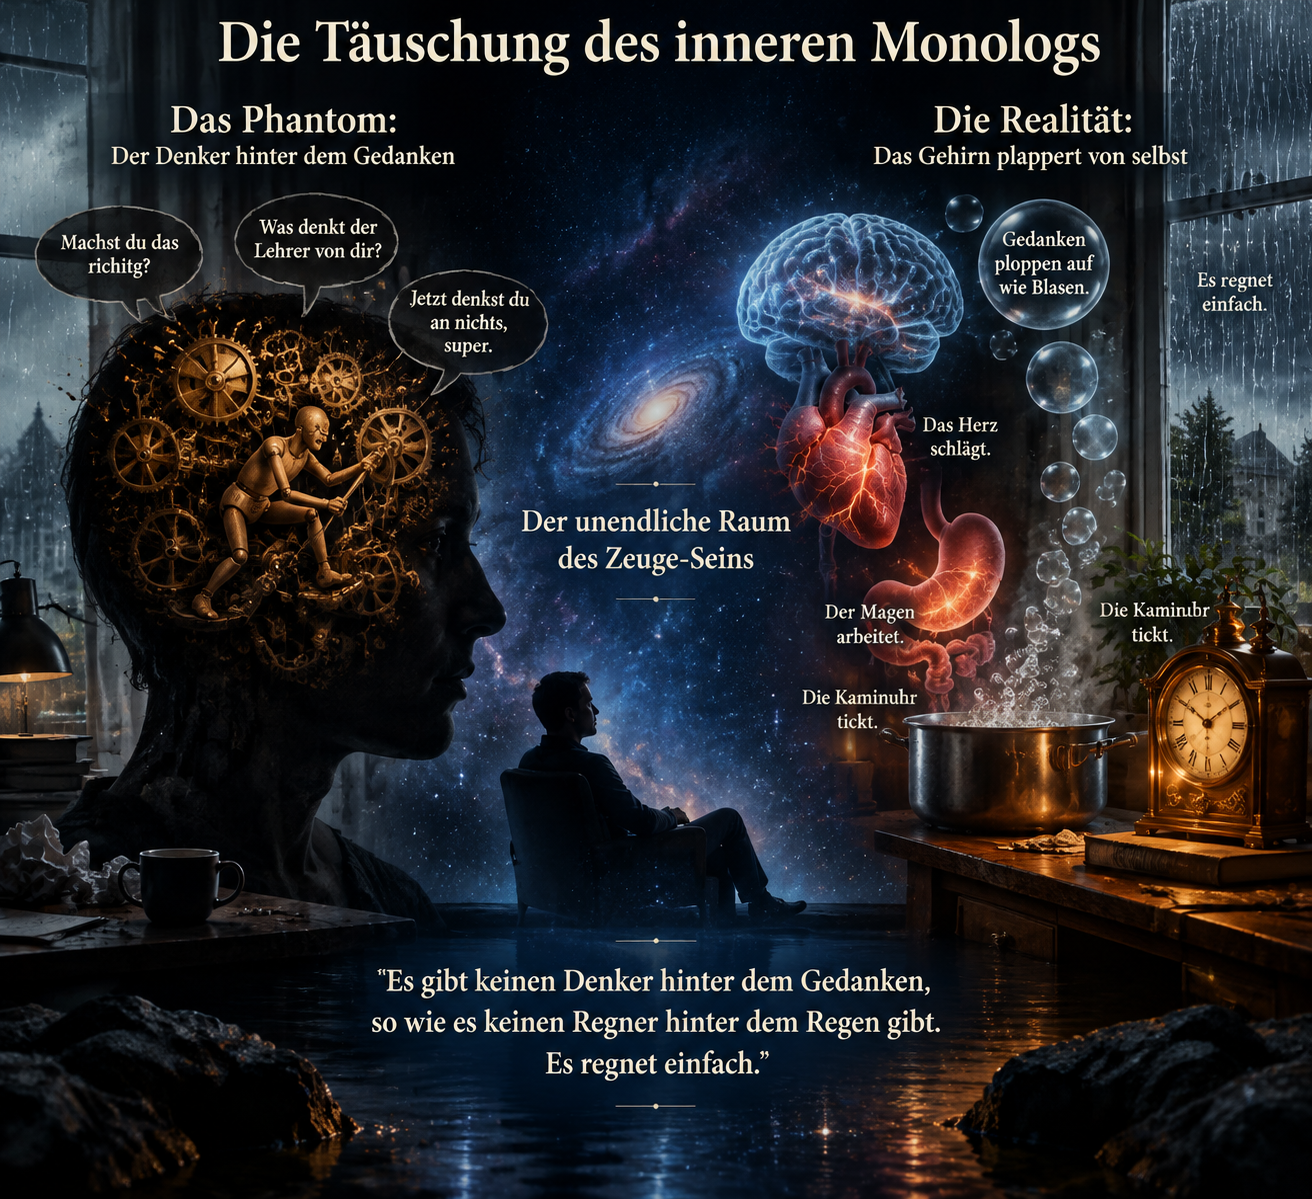 Die Täuschung des inneren Monologs
Das Phantom:
Der Denker hinter dem Gedanken
Machst du das
richitg?
Was denkt der
Lehrer von dir?
Jetzt denkst du
an nichts,
super.
Der unendliche Raum
des Zeuge-Seins
Die Realität:
Das Gehirn plappert von selbst
Gedanken
ploppen auf
wie Blasen.
Es regnet
einfach.
Das Herz
schlägt.
Der Magen
arbeitet.
Die Kaminubr
tickt.
Die Kaminuhr
tickt.
"Es gibt keinen Denker hinter dem Gedanken,
so wie es keinen Regner hinter dem Regen gibt.
Es regnet einfach."